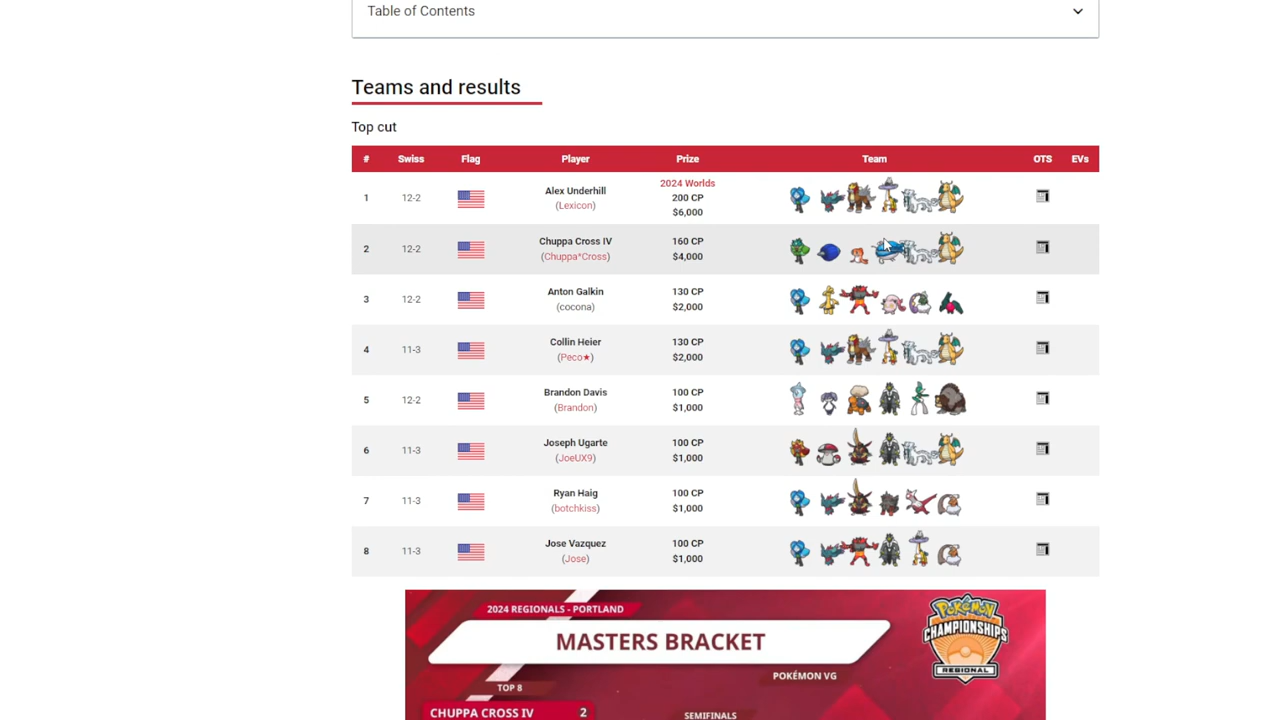 Table of Contents
Teams and results
Top cut
# Swiss Flag Player Prize Team OTS EVs
1 12-2 Alex Underhill (Lexicon) 2024 Worlds 200 CP $6,000
2 12-2 Chuppa Cross IV (Chuppa*Cross) 160 CP $4,000
3 12-2 Anton Galkin (cocona) 130 CP $2,000
4 11-3 Collin Heier (Peco★) 130 CP $2,000
5 12-2 Brandon Davis (Brandon) 100 CP $1,000
6 11-3 Joseph Ugarte (JoeUX9) 100 CP $1,000
7 11-3 Ryan Haig (botchkiss) 100 CP $1,000
8 11-3 Jose Vazquez (Jose) 100 CP $1,000
2024 REGIONALS - PORTLAND
MASTERS BRACKET
POKÉMON VG
Pokémon
CHAMPIONSHIPS
REGIONAL
TOP 8
CHUPPA CROSS IV 2
SEMIFINALS